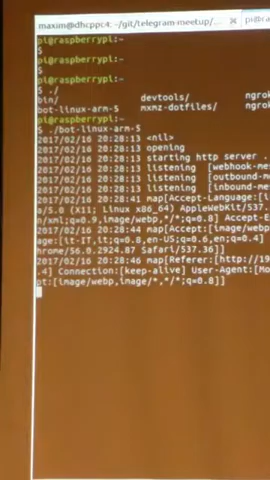 maxim@dhcppc4: ~/git/telegram-meetup/... × pi@ra
pi@raspberrypi:~
$
pi@raspberrypi:~
$
pi@raspberrypi:~
$ ./
bin/ devtools/ ngrok
bot-linux-arm-5 mxmz-dotfiles/ ngrok
pi@raspberrypi:~
$ ./bot-linux-arm-5
2017/02/16 20:28:13 <nil>
2017/02/16 20:28:13 opening
2017/02/16 20:28:13 starting http server .
2017/02/16 20:28:13 listening [webhook-me
2017/02/16 20:28:13 listening [outbound-m
2017/02/16 20:28:13 listening [inbound-me
2017/02/16 20:28:41 map[Accept-Language:[i
a/5.0 (X11; Linux x86_64) AppleWebKit/537.
n/xml;q=0.9,image/webp,*/*;q=0.8] Accept-E
2017/02/16 20:28:44 map[Accept:[image/webp
age:[it-IT,it;q=0.8,en-US;q=0.6,en;q=0.4]
hrome/56.0.2924.87 Safari/537.36]]
2017/02/16 20:28:46 map[Referer:[http://19
.4] Connection:[keep-alive] User-Agent:[Mo
pt:[image/webp,image/*,*/*;q=0.8]]